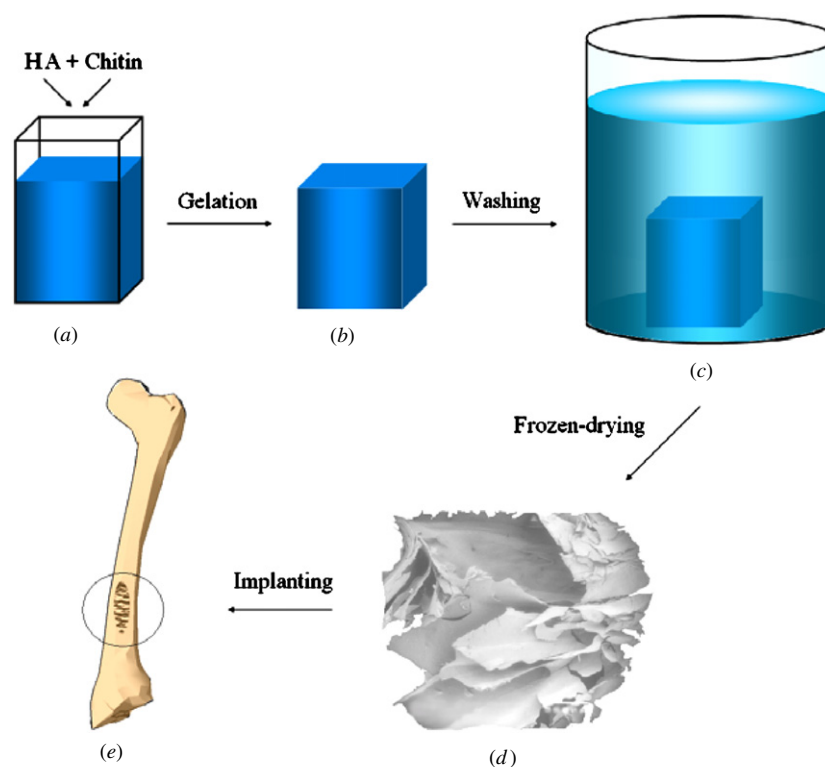 HA + Chitin
Gelation
Washing
(a)
(b)
(c)
Frozen-drying
Implanting
(e)
(d)